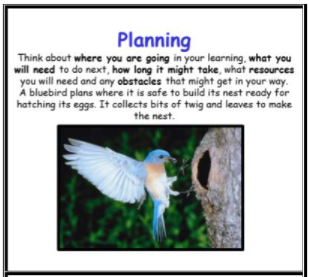 Planning
Think about where you are going in your learning, what you
will need to do next, how long it might take, what resources
you will need and any obstacles that might get in your way.
A bluebird plans where it is safe to build its nest ready for
hatching its eggs. It collects bits of twig and leaves to make
the nest.